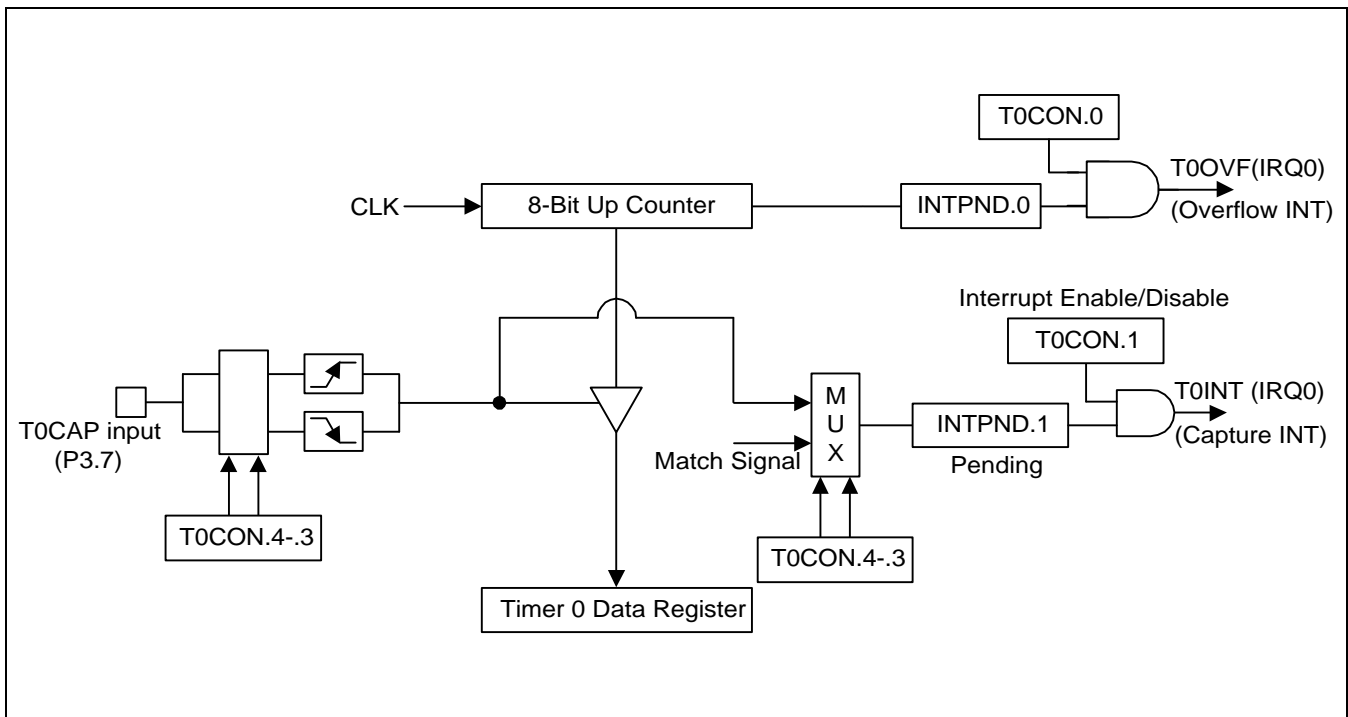 T0CON.0
T0OVF(IRQ0)
(Overflow INT)
CLK
8-Bit Up Counter
INTPND.0
Interrupt Enable/Disable
T0CON.1
T0INT (IRQ0)
(Capture INT)
T0CAP input
(P3.7)
M
U
X
Match Signal
INTPND.1
Pending
T0CON.4-.3
T0CON.4-.3
Timer 0 Data Register